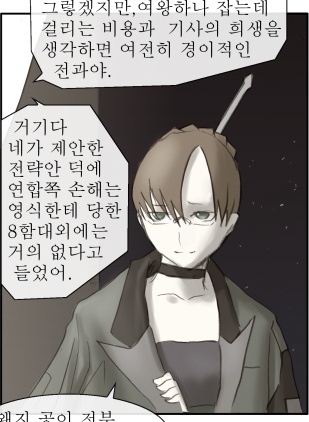 그렇겠지만,여왕하나 잡는데
걸리는 비용과 기사의 희생을
생각하면 여전히 경이적인
전과야.
거기다
네가 제안한
전략안 덕에
연합쪽 손해는
영식한테 당한
8함대외에는
거의 없다고
들었어.
공이 전부